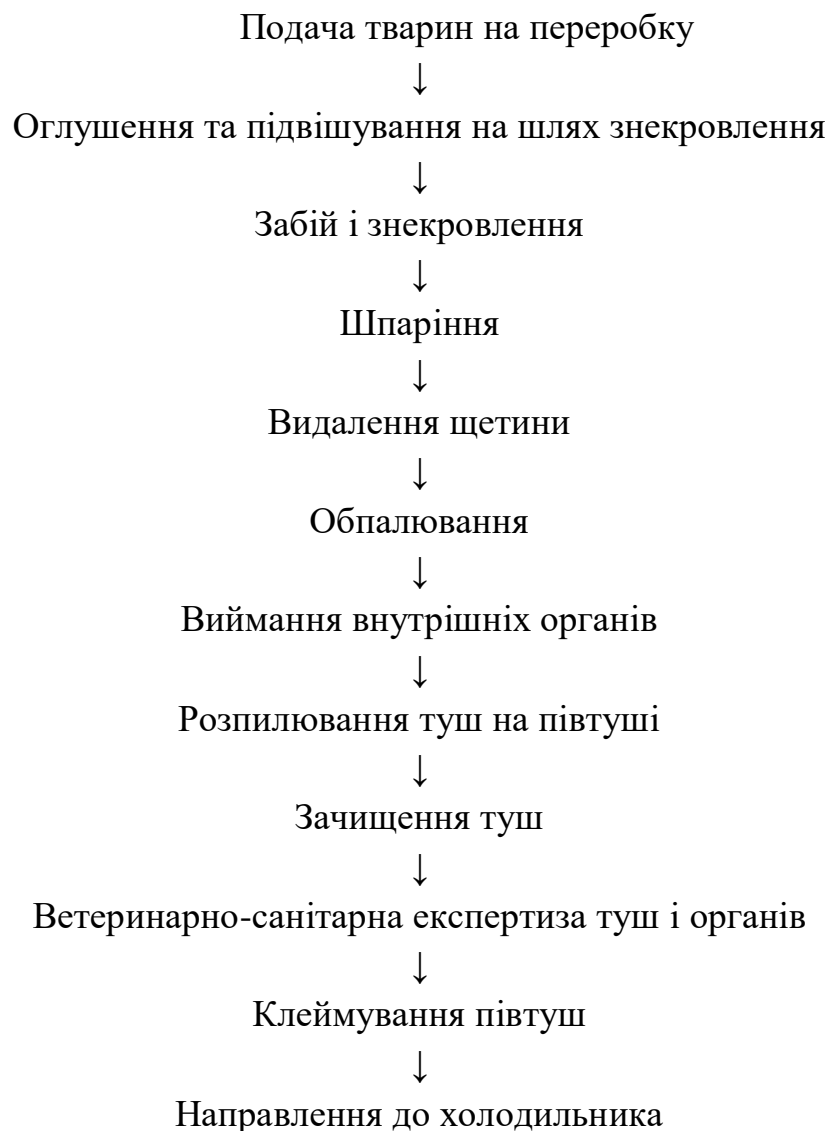 Подача тварин на переробку
↓
Оглушення та підвішування на шлях знекровлення
↓
Забій і знекровлення
↓
Шпаріння
↓
Видалення щетини
↓
Обпалювання
↓
Виймання внутрішніх органів
↓
Розпилювання туш на півтуші
↓
Зачищення туш
↓
Ветеринарно-санітарна експертиза туш і органів
↓
Клеймування півтуш
↓
Направлення до холодильника